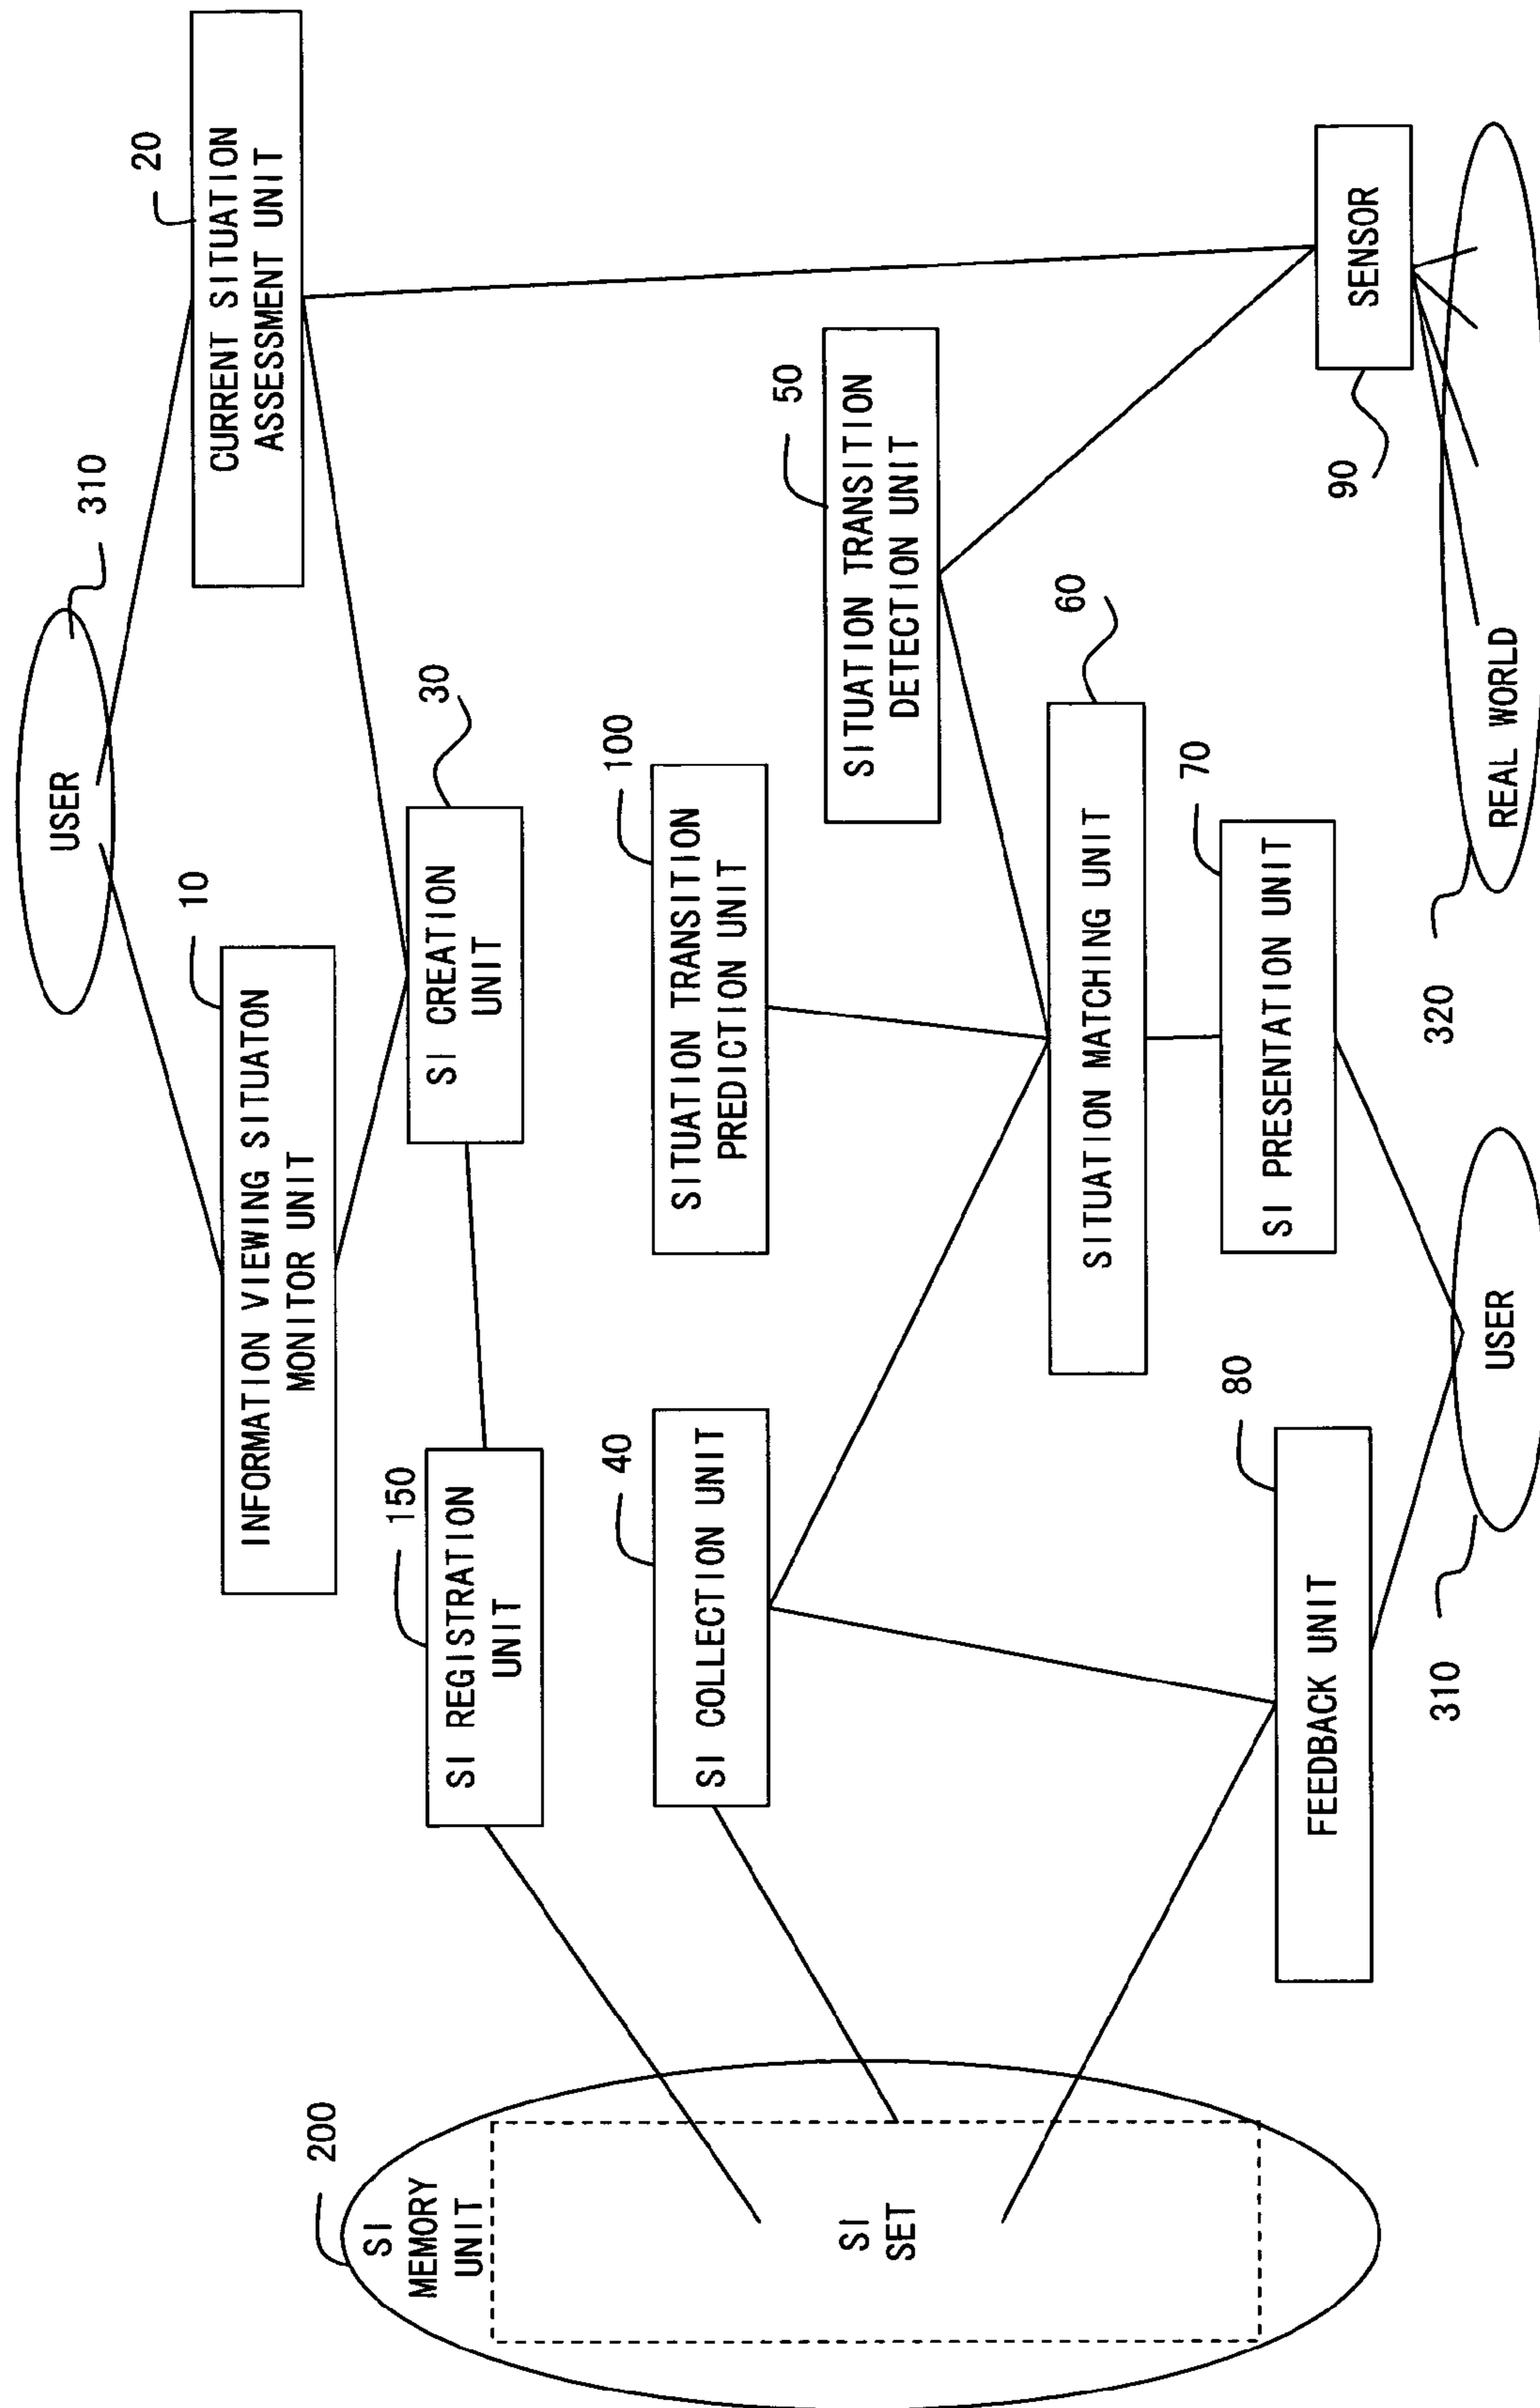 200
SI
MEMORY
UNIT
SI
SET
150
SI REGISTRATION
UNIT
40
SI COLLECTION UNIT
80
FEEDBACK UNIT
310
USER
10
INFORMATION VIEWING SITUATON
MONITOR UNIT
30
SI CREATION
UNIT
100
SITUATION TRANSITION
PREDICTION UNIT
60
SITUATION MATCHING UNIT
70
SI PRESENTATION UNIT
USER
310
20
CURRENT SITUATION
ASSESSMENT UNIT
50
SITUATION TRANSITION
DETECTION UNIT
SENSOR
90
320
REAL WORLD